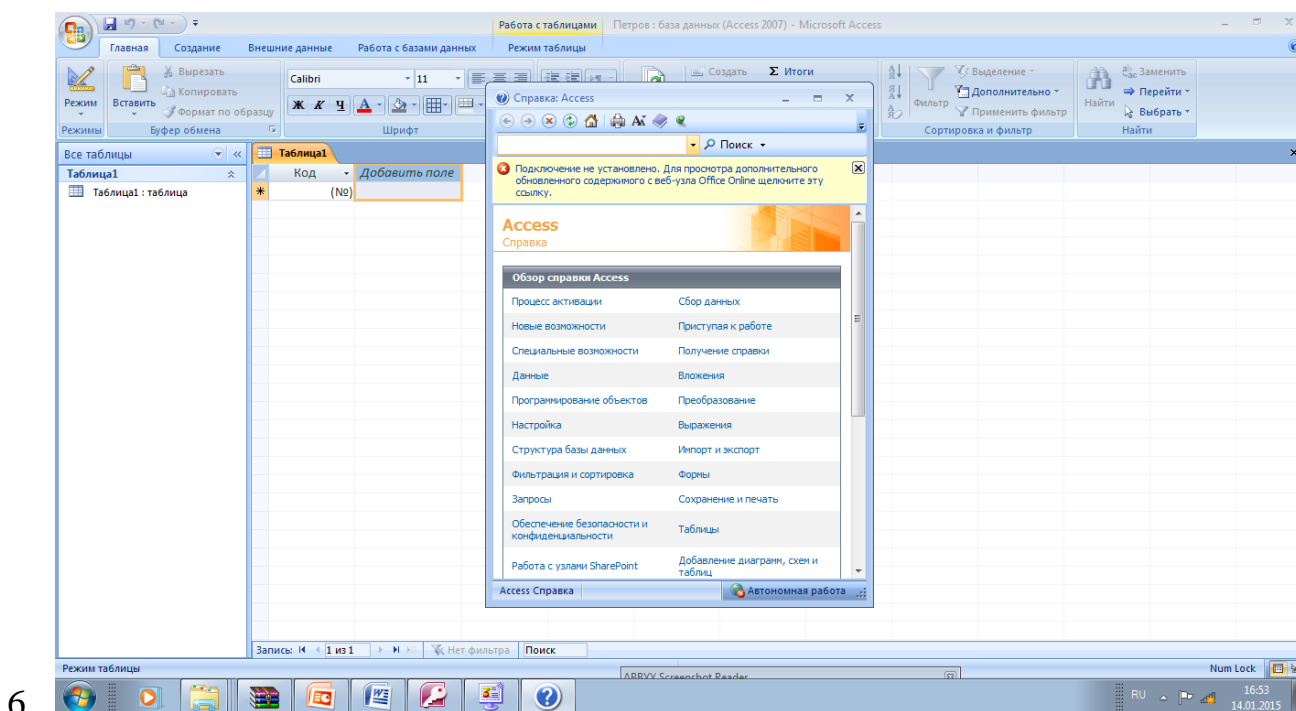 Работа с таблицами Петров : база данных (Access 2007) - Microsoft Access
Главная Создание Внешние данные Работа с базами данных Режим таблицы
Режим
Режимы
Вставить
Вырезать
Копировать
Формат по образцу
Буфер обмена
Calibri 11
Ж К Ч
Шрифт
Создать Σ Итоги
Фильтр
Выделение
Дополнительно
Применить фильтр
Сортировка и фильтр
Найти
Заменить
Перейти
Выбрать
Найти
Все таблицы
Таблица1
Таблица1 : таблица
Таблица1
Код Добавить поле
* (№)
Справка: Access
Поиск
Подключение не установлено. Для просмотра дополнительного
обновленного содержимого с веб-узла Office Online щелкните эту
ссылку.
Access
Справка
Обзор справки Access
Процесс активации Сбор данных
Новые возможности Приступая к работе
Специальные возможности Получение справки
Данные Вложения
Программирование объектов Преобразование
Настройка Выражения
Структура базы данных Импорт и экспорт
Фильтрация и сортировка Формы
Запросы Сохранение и печать
Обеспечение безопасности и
конфиденциальности
Таблицы
Работа с узлами SharePoint
Добавление диаграмм, схем и
таблиц
Access Справка Автономная работа
Запись: 1 из 1 Нет фильтра Поиск
Режим таблицы Num Lock
ABBYY Screenshot Reader
RU 16:53
14.01.2015
6